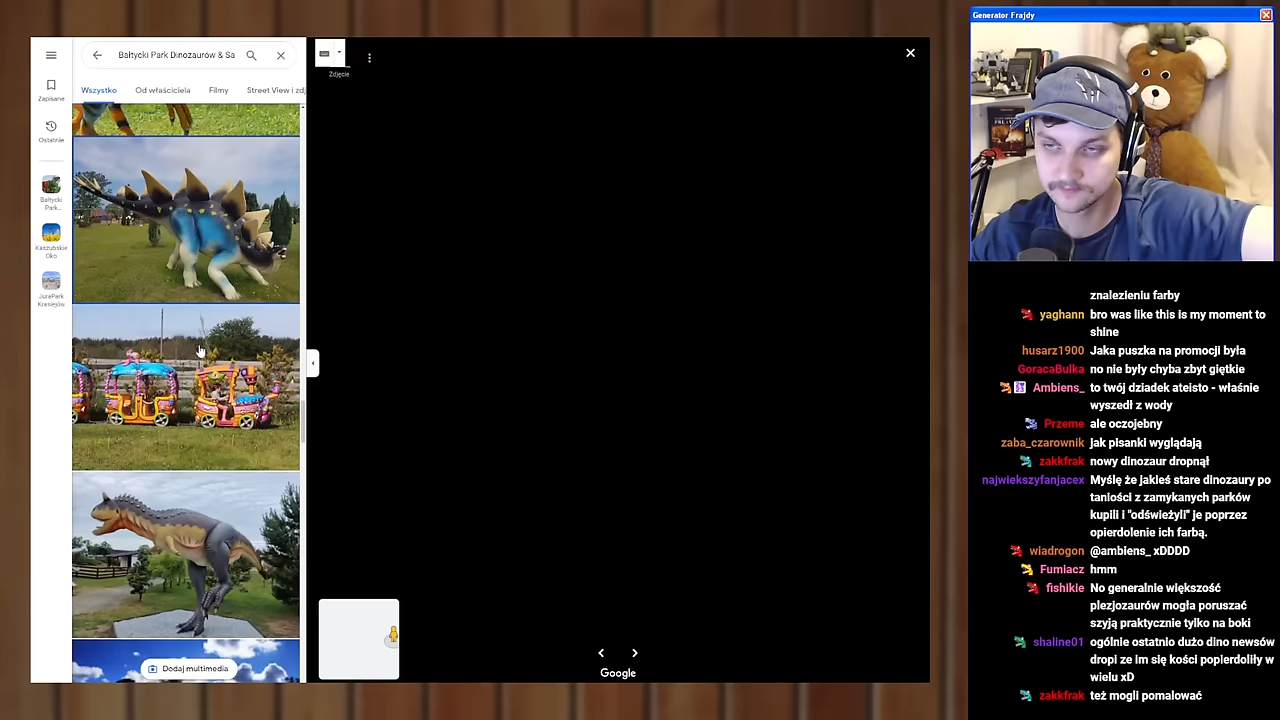 Generator Frajdy
Bałtycki Park Dinozaurów & Sa
Wszystko
Od właściciela
Filmy
Street View i zdj
Zapisane
Ostatnie
Bałtycki
Park...
Kaszubskie
Oko
JuraPark
Krasiejów
Zdjęcie
Dodaj multimedia
Google
znalezieniu farby
yaghann bro was like this is my moment to
shine
husarz1900 Jaka puszka na promocji była
GoracaBulka no nie były chyba zbyt giętkie
Ambiens_ to twój dziadek ateisto - właśnie
wyszedł z wody
Przeme ale oczojebny
zaba_czarownik jak pisanki wyglądają
zakkfrak nowy dinozaur dropnął
najwiekszyfanjacex Myślę że jakieś stare dinozaury po
taniości z zamykanych parków
kupili i "odświeżyli" je poprzez
opierdolenie ich farbą.
wiadrogon @ambiens_ xDDDD
Fumiacz hmm
fishikie No generalnie większość
plezjozaurów mogła poruszać
szyją praktycznie tylko na boki
shaline01 ogólnie ostatnio dużo dino newsów
dropi ze im się kości popierdoliły w
wielu xD
zakkfrak też mogli pomalować